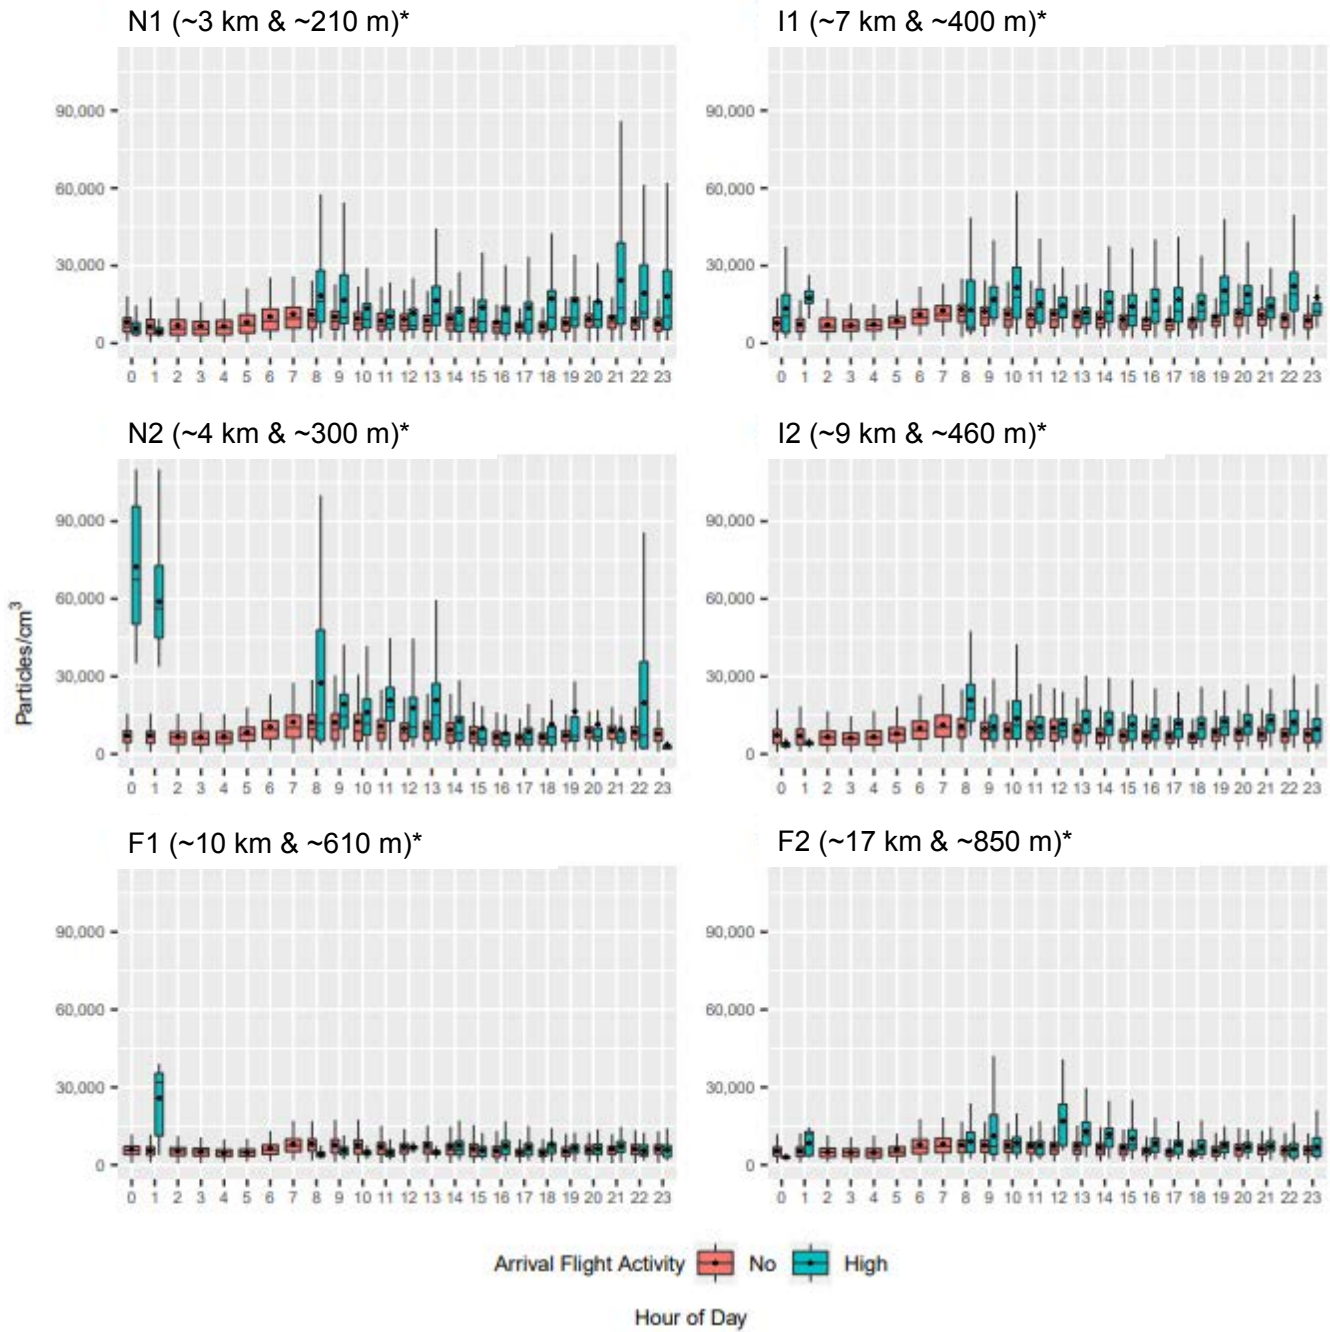 N1 (~3 km & ~210 m)*
90,000
60,000
30,000
0
0 1 2 3 4 5 6 7 8 9 10 11 12 13 14 15 16 17 18 19 20 21 22 23
I1 (~7 km & ~400 m)*
90,000
60,000
30,000
0
0 1 2 3 4 5 6 7 8 9 10 11 12 13 14 15 16 17 18 19 20 21 22 23
N2 (~4 km & ~300 m)*
90,000
60,000
30,000
0
0 1 2 3 4 5 6 7 8 9 10 11 12 13 14 15 16 17 18 19 20 21 22 23
I2 (~9 km & ~460 m)*
90,000
60,000
30,000
0
0 1 2 3 4 5 6 7 8 9 10 11 12 13 14 15 16 17 18 19 20 21 22 23
Particles/cm³
F1 (~10 km & ~610 m)*
90,000
60,000
30,000
0
0 1 2 3 4 5 6 7 8 9 10 11 12 13 14 15 16 17 18 19 20 21 22 23
F2 (~17 km & ~850 m)*
90,000
60,000
30,000
0
0 1 2 3 4 5 6 7 8 9 10 11 12 13 14 15 16 17 18 19 20 21 22 23
Arrival Flight Activity No High
Hour of Day